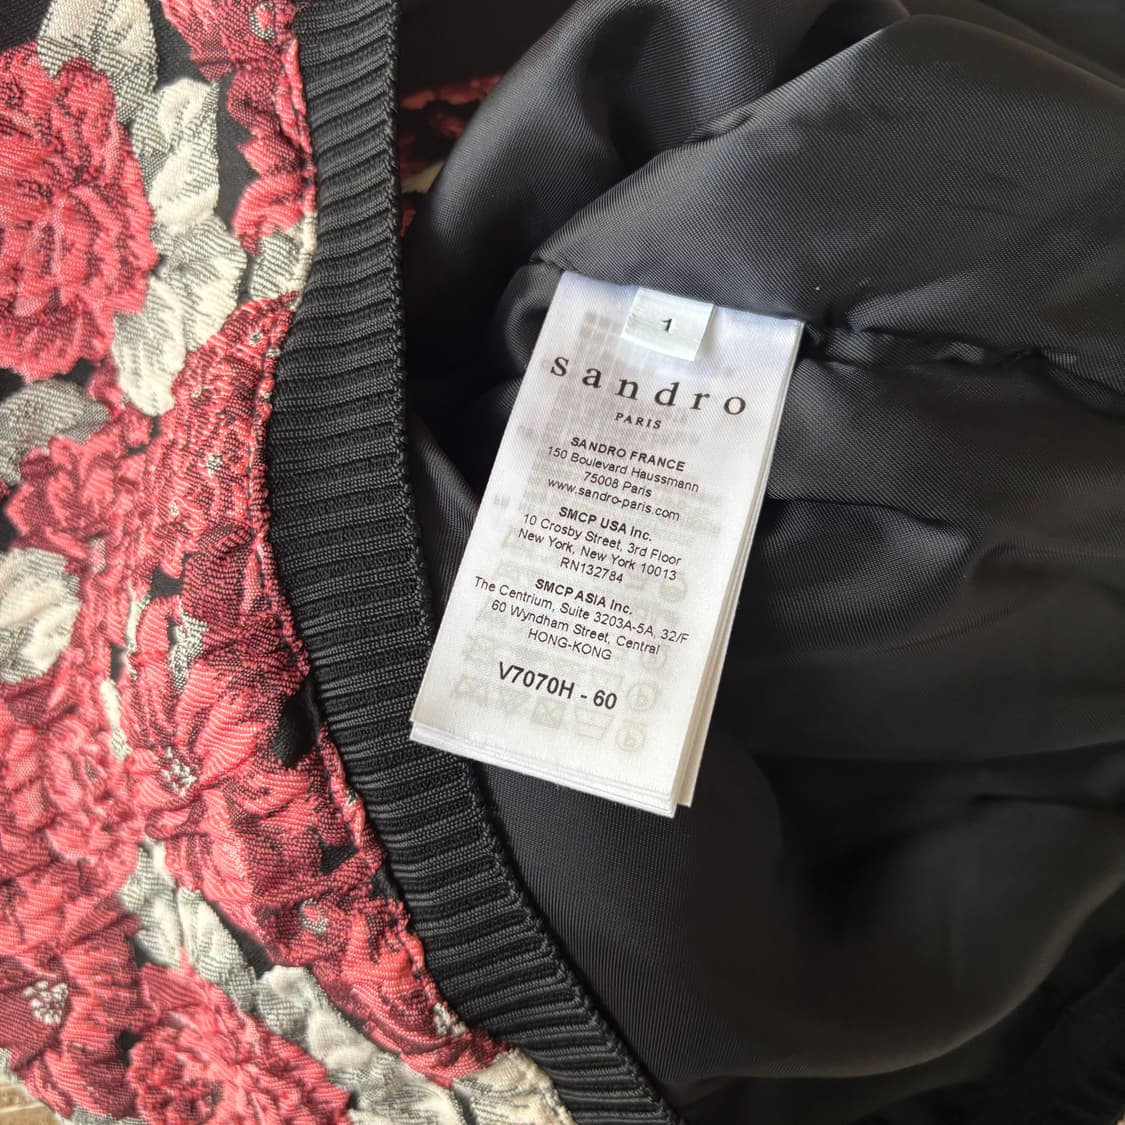 1
sandro
PARIS
SANDRO FRANCE
150 Boulevard Haussmann
75008 Paris
www.sandro-paris.com
SMCP USA Inc.
10 Crosby Street, 3rd Floor
New York, New York 10013
RN132784
SMCP ASIA Inc.
The Centrium, Suite 3203A-5A, 32/F
60 Wyndham Street, Central
HONG-KONG
V7070H - 60